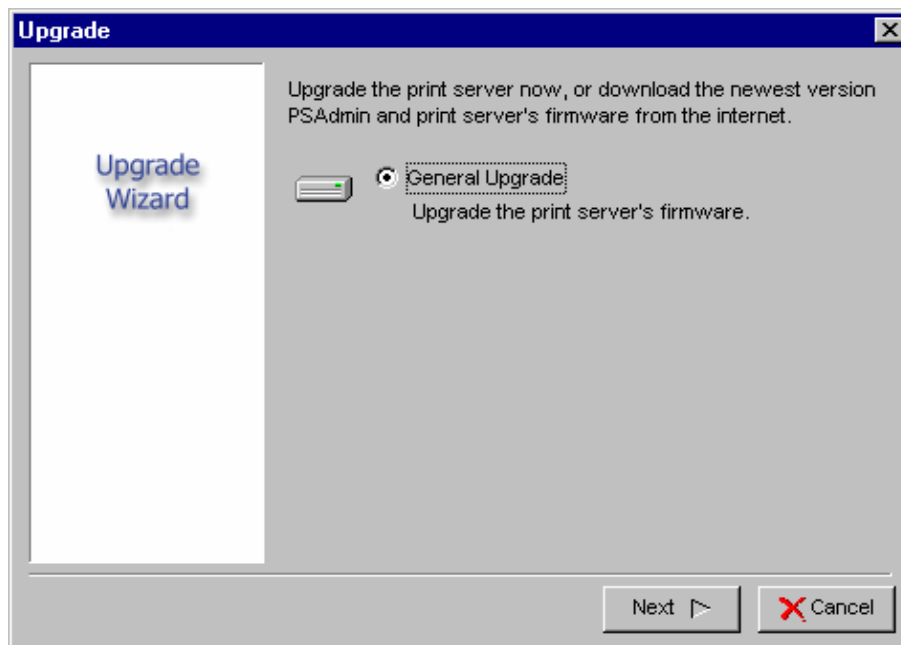 Upgrade
Upgrade
Wizard
Upgrade the print server now, or download the newest version
PSAdmin and print server's firmware from the internet.
General Upgrade
Upgrade the print server's firmware.
Next
Cancel